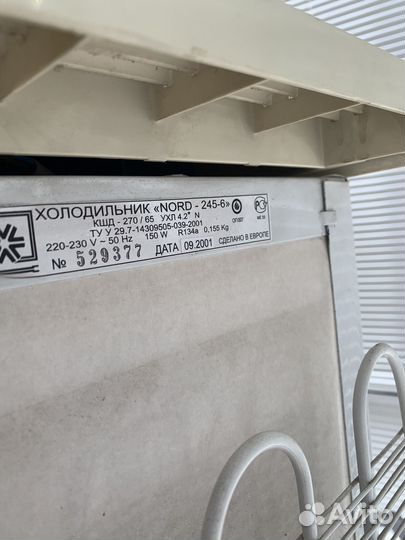 ХОЛОДИЛЬНИК «NORD - 245-6»
КШД - 270 / 65 УХЛ 4.2* N
ТУ У 29.7-14309505-039-2001
220-230 V ~ 50 Hz 150 W R134a 0,155 Kg
№ 529377 ДАТА 09.2001 СДЕЛАНО В ЕВРОПЕ
Avito